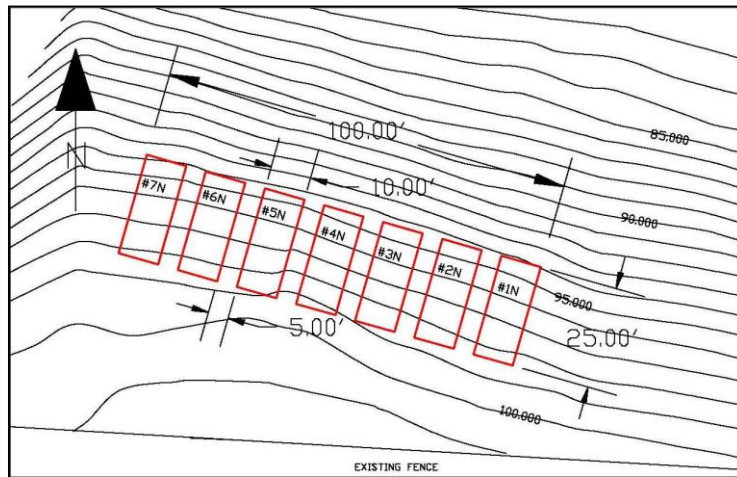 100.00'
85.000
N
10.00'
#7N
#6N
#5N
#4N
#3N
#2N
#1N
90.000
95.000
25.00'
5.00'
100.000
EXISTING FENCE